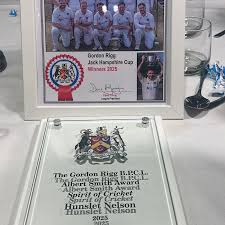 Gordon Rigg
Jack Hampshire Cup
Winners 2025
The Gordon Rigg B.P.C.L.
Albert Smith Award
Spirit of Cricket
Hunslet Nelson
2025